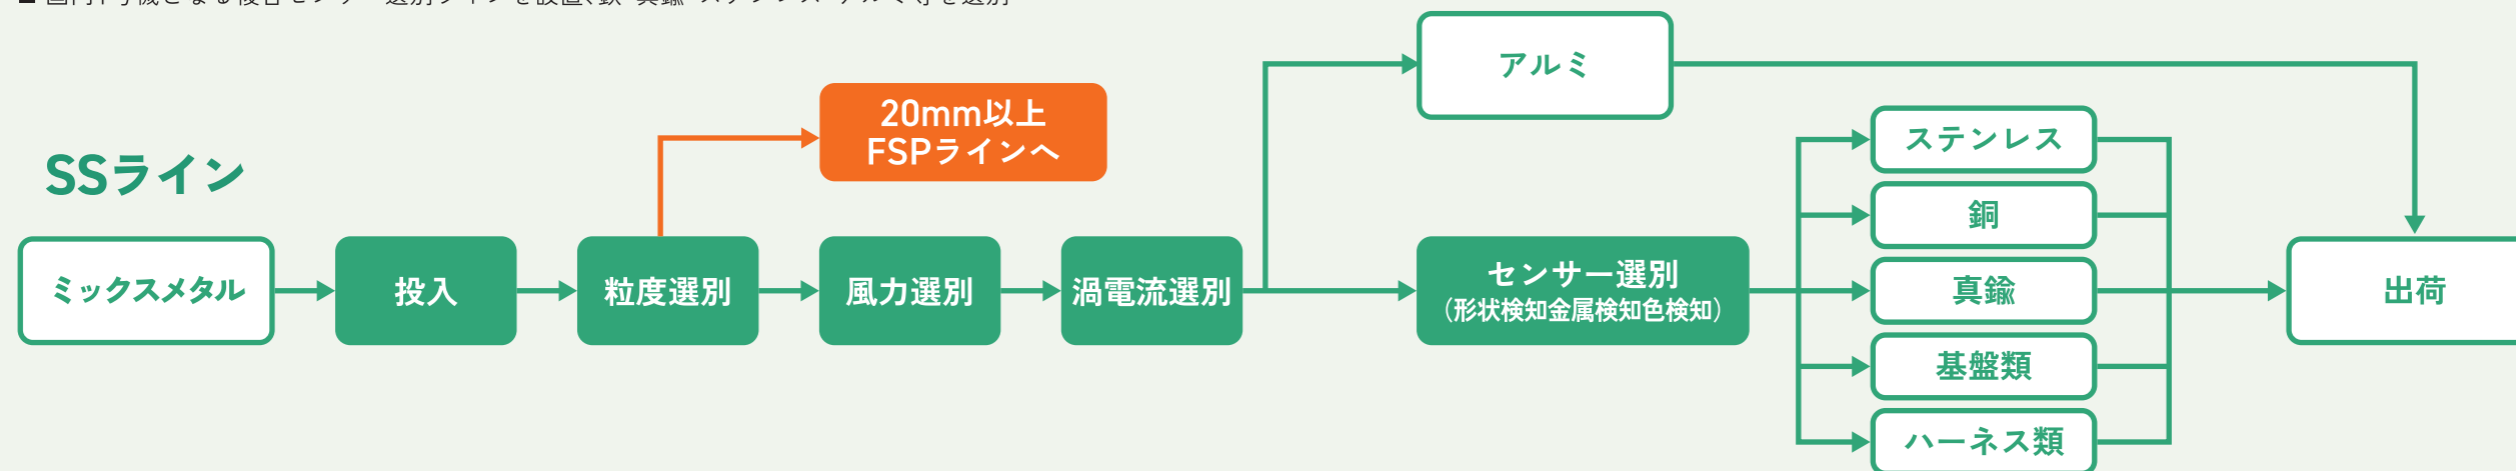 SSライン
ミックスメタル
投入
粒度選別
20mm以上
FSPラインへ
風力選別
渦電流選別
アルミ
センサー選別
（形状検知金属検知色検知）
ステンレス
銅
真鍮
基盤類
ハーネス類
出荷